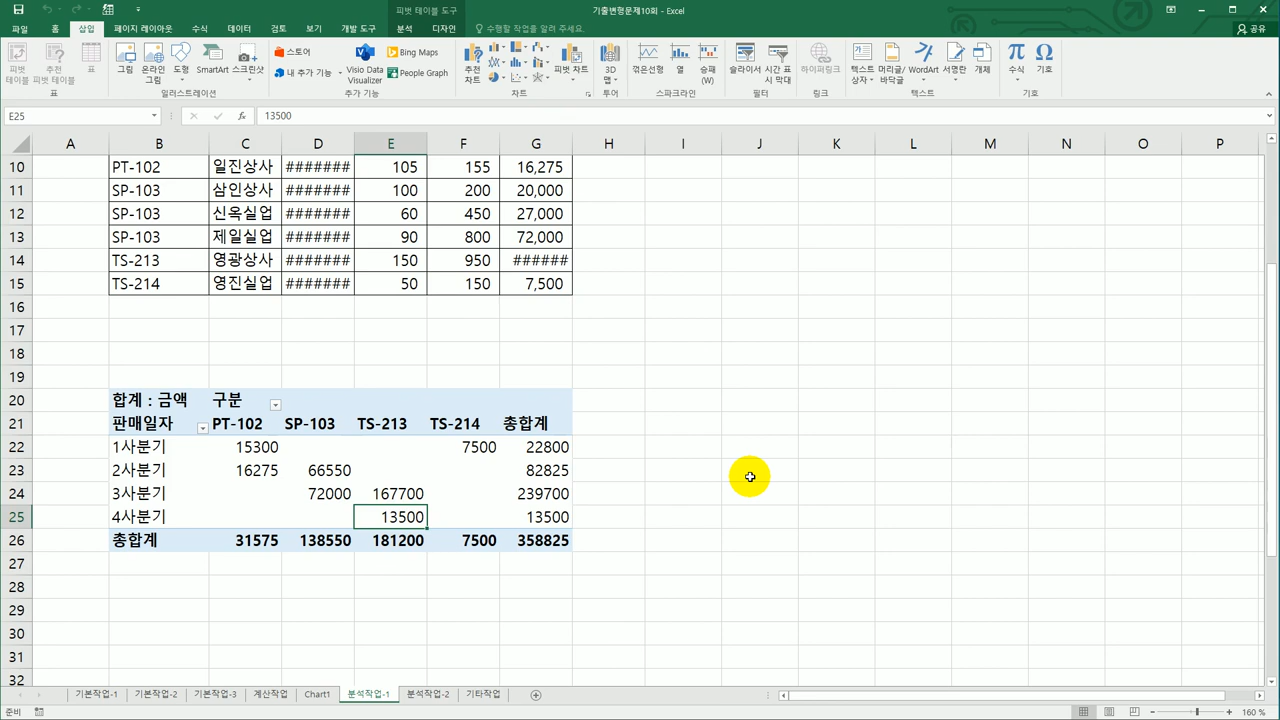 피벗 테이블 도구
기출변형문제10회 - Excel
파일 홈 삽입 페이지 레이아웃 수식 데이터 검토 보기 개발 도구 분석 디자인 수행할 작업을 알려 주세요. 공유
피벗 테이블 추천 피벗 테이블 표 그림 온라인 그림 도형 SmartArt 스크린샷 스토어 내 추가 기능 Visio Data Visualizer Bing Maps People Graph 추천 차트 피벗 차트 3D 맵 꺾은선형 열 승패(W) 슬라이서 시간 표시 막대 하이퍼링크 텍스트 상자 머리글/바닥글 WordArt 서명란 개체 수식 기호
표 일러스트레이션 추가 기능 차트 투어 스파크라인 필터 링크 텍스트 기호
E25 fx 13500
A B C D E F G H I J K L M N O P
10 PT-102 일진상사 ####### 105 155 16,275
11 SP-103 삼인상사 ####### 100 200 20,000
12 SP-103 신옥실업 ####### 60 450 27,000
13 SP-103 제일실업 ####### 90 800 72,000
14 TS-213 영광상사 ####### 150 950 ######
15 TS-214 영진실업 ####### 50 150 7,500
16
17
18
19
20 합계 : 금액 구분
21 판매일자 PT-102 SP-103 TS-213 TS-214 총합계
22 1사분기 15300 7500 22800
23 2사분기 16275 66550 82825
24 3사분기 72000 167700 239700
25 4사분기 13500 13500
26 총합계 31575 138550 181200 7500 358825
27
28
29
30
31
32
기본작업-1 기본작업-2 기본작업-3 계산작업 Chart1 분석작업-1 분석작업-2 기타작업
준비 160 %